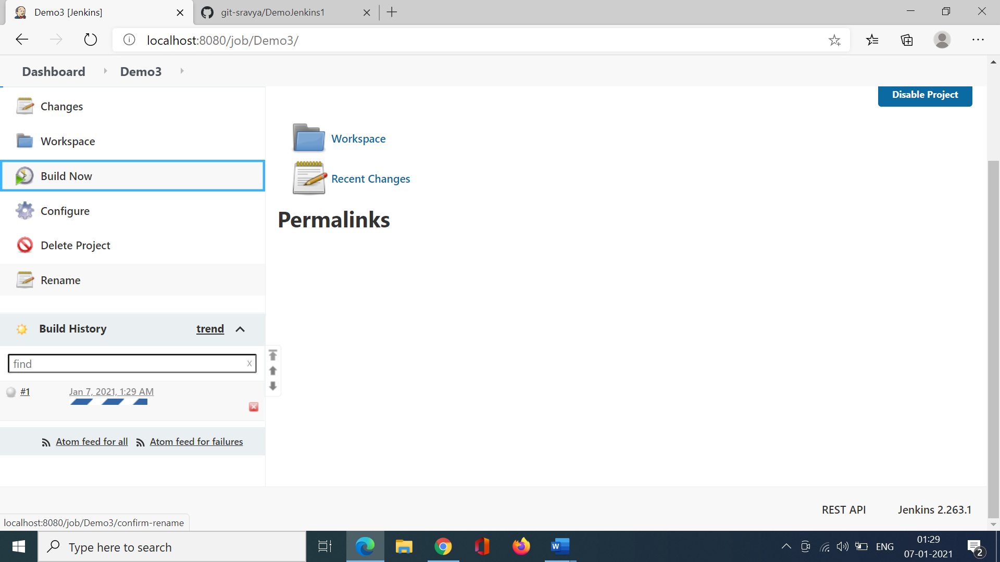 Demo3 [Jenkins]
git-sravya/DemoJenkins1
localhost:8080/job/Demo3/
Dashboard
Demo3
Changes
Workspace
Build Now
Configure
Delete Project
Rename
Build History
trend
find
X
#1
Jan 7, 2021, 1:29 AM
Atom feed for all
Atom feed for failures
Disable Project
Workspace
Recent Changes
Permalinks
REST API
Jenkins 2.263.1
localhost:8080/job/Demo3/confirm-rename
Type here to search
W
ENG
01:29
07-01-2021
2